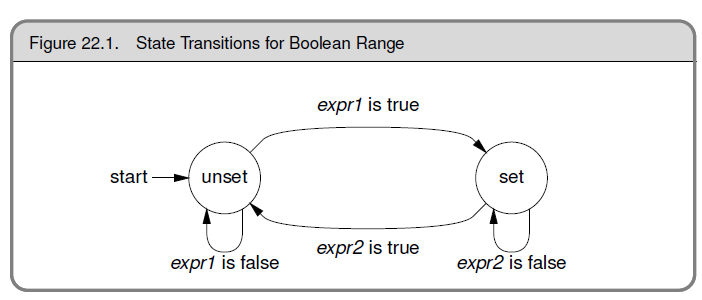 Figure 22.1. State Transitions for Boolean Range
expr1 is true
start
unset
set
expr2 is true
expr1 is false
expr2 is false